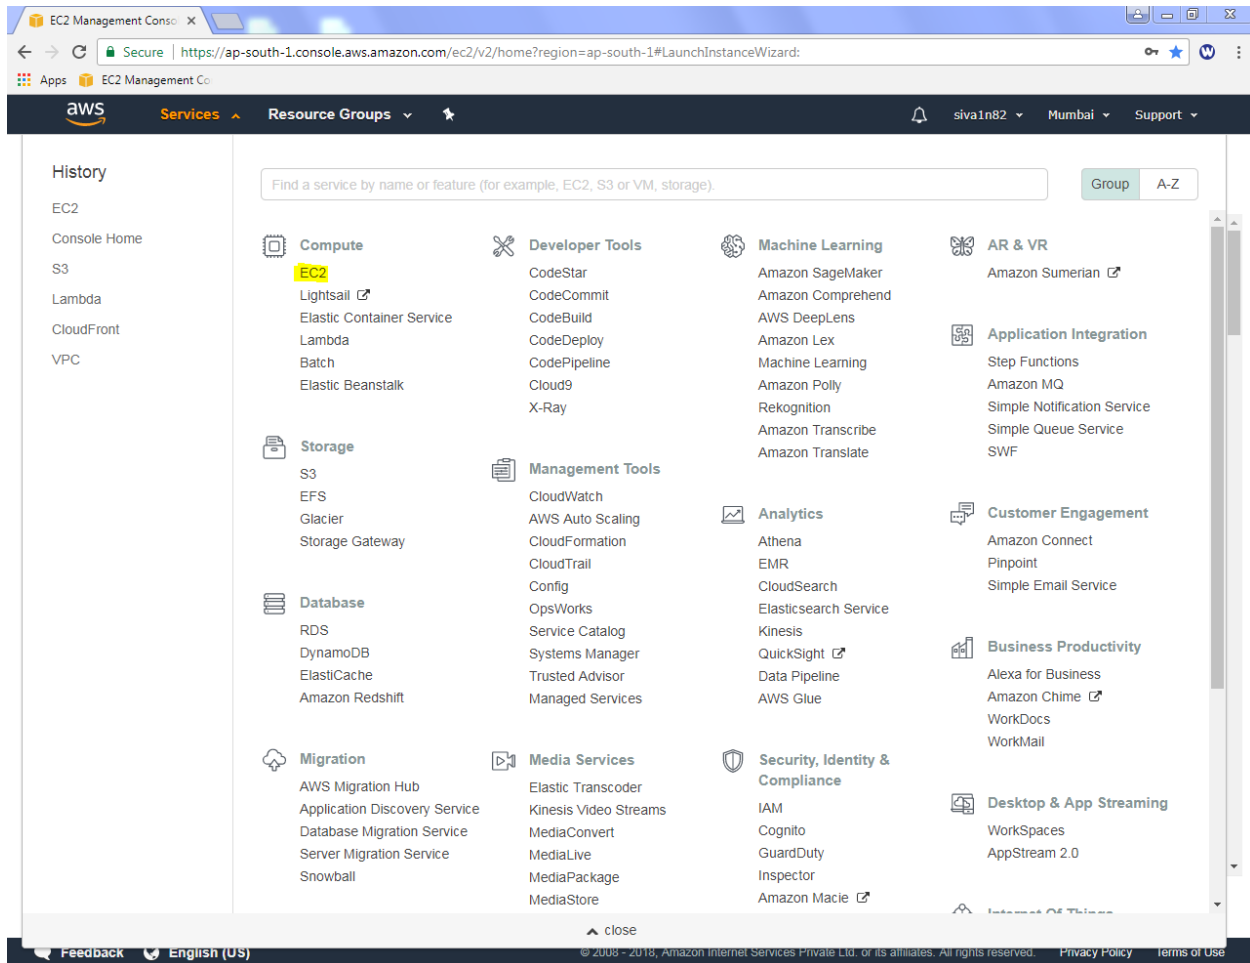 EC2 Management Conso
Secure | https://ap-south-1.console.aws.amazon.com/ec2/v2/home?region=ap-south-1#LaunchInstanceWizard:
Apps EC2 Management Co
aws Services Resource Groups siva1n82 Mumbai Support
History
EC2
Console Home
S3
Lambda
CloudFront
VPC
Find a service by name or feature (for example, EC2, S3 or VM, storage).
Group A-Z
Compute
EC2
Lightsail
Elastic Container Service
Lambda
Batch
Elastic Beanstalk
Storage
S3
EFS
Glacier
Storage Gateway
Database
RDS
DynamoDB
ElastiCache
Amazon Redshift
Migration
AWS Migration Hub
Application Discovery Service
Database Migration Service
Server Migration Service
Snowball
Developer Tools
CodeStar
CodeCommit
CodeBuild
CodeDeploy
CodePipeline
Cloud9
X-Ray
Management Tools
CloudWatch
AWS Auto Scaling
CloudFormation
CloudTrail
Config
OpsWorks
Service Catalog
Systems Manager
Trusted Advisor
Managed Services
Media Services
Elastic Transcoder
Kinesis Video Streams
MediaConvert
MediaLive
MediaPackage
MediaStore
Machine Learning
Amazon SageMaker
Amazon Comprehend
AWS DeepLens
Amazon Lex
Machine Learning
Amazon Polly
Rekognition
Amazon Transcribe
Amazon Translate
Analytics
Athena
EMR
CloudSearch
Elasticsearch Service
Kinesis
QuickSight
Data Pipeline
AWS Glue
Security, Identity &
Compliance
IAM
Cognito
GuardDuty
Inspector
Amazon Macie
AR & VR
Amazon Sumerian
Application Integration
Step Functions
Amazon MQ
Simple Notification Service
Simple Queue Service
SWF
Customer Engagement
Amazon Connect
Pinpoint
Simple Email Service
Business Productivity
Alexa for Business
Amazon Chime
WorkDocs
WorkMail
Desktop & App Streaming
WorkSpaces
AppStream 2.0
Internet Of Things
close
Feedback English (US) © 2008 - 2018, Amazon Internet Services Private Ltd. or its affiliates. All rights reserved. Privacy Policy Terms of Use